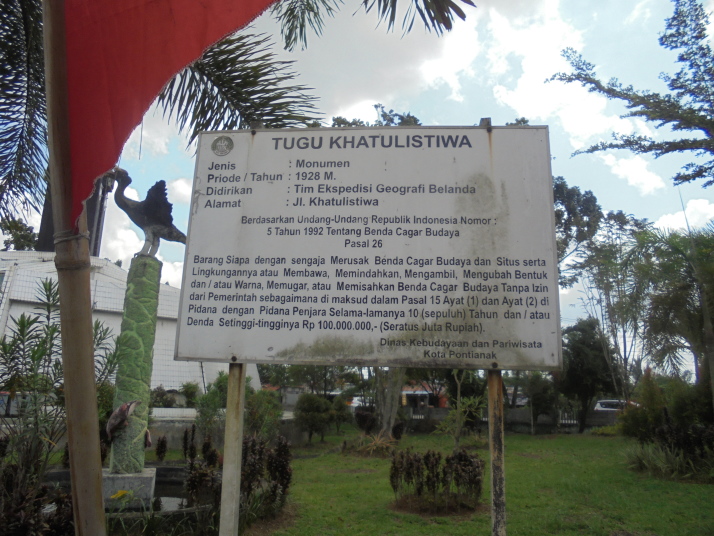 TUGU KHATULISTIWA
Jenis : Monumen
Priode / Tahun : 1928 M.
Didirikan : Tim Ekspedisi Geografi Belanda
Alamat : Jl. Khatulistiwa
Berdasarkan Undang-Undang Republik Indonesia Nomor :
5 Tahun 1992 Tentang Benda Cagar Budaya
Pasal 26
Barang Siapa dengan sengaja Merusak Benda Cagar Budaya dan Situs serta
Lingkungannya atau Membawa, Memindahkan, Mengambil, Mengubah Bentuk
dan / atau Warna, Memugar, atau Memisahkan Benda Cagar Budaya Tanpa Izin
dari Pemerintah sebagaimana di maksud dalam Pasal 15 Ayat (1) dan Ayat (2) di
Pidana dengan Pidana Penjara Selama-lamanya 10 (sepuluh) Tahun dan / atau
Denda Setinggi-tingginya Rp 100.000.000,- (Seratus Juta Rupiah).
Dinas Kebudayaan dan Pariwisata
Kota Pontianak